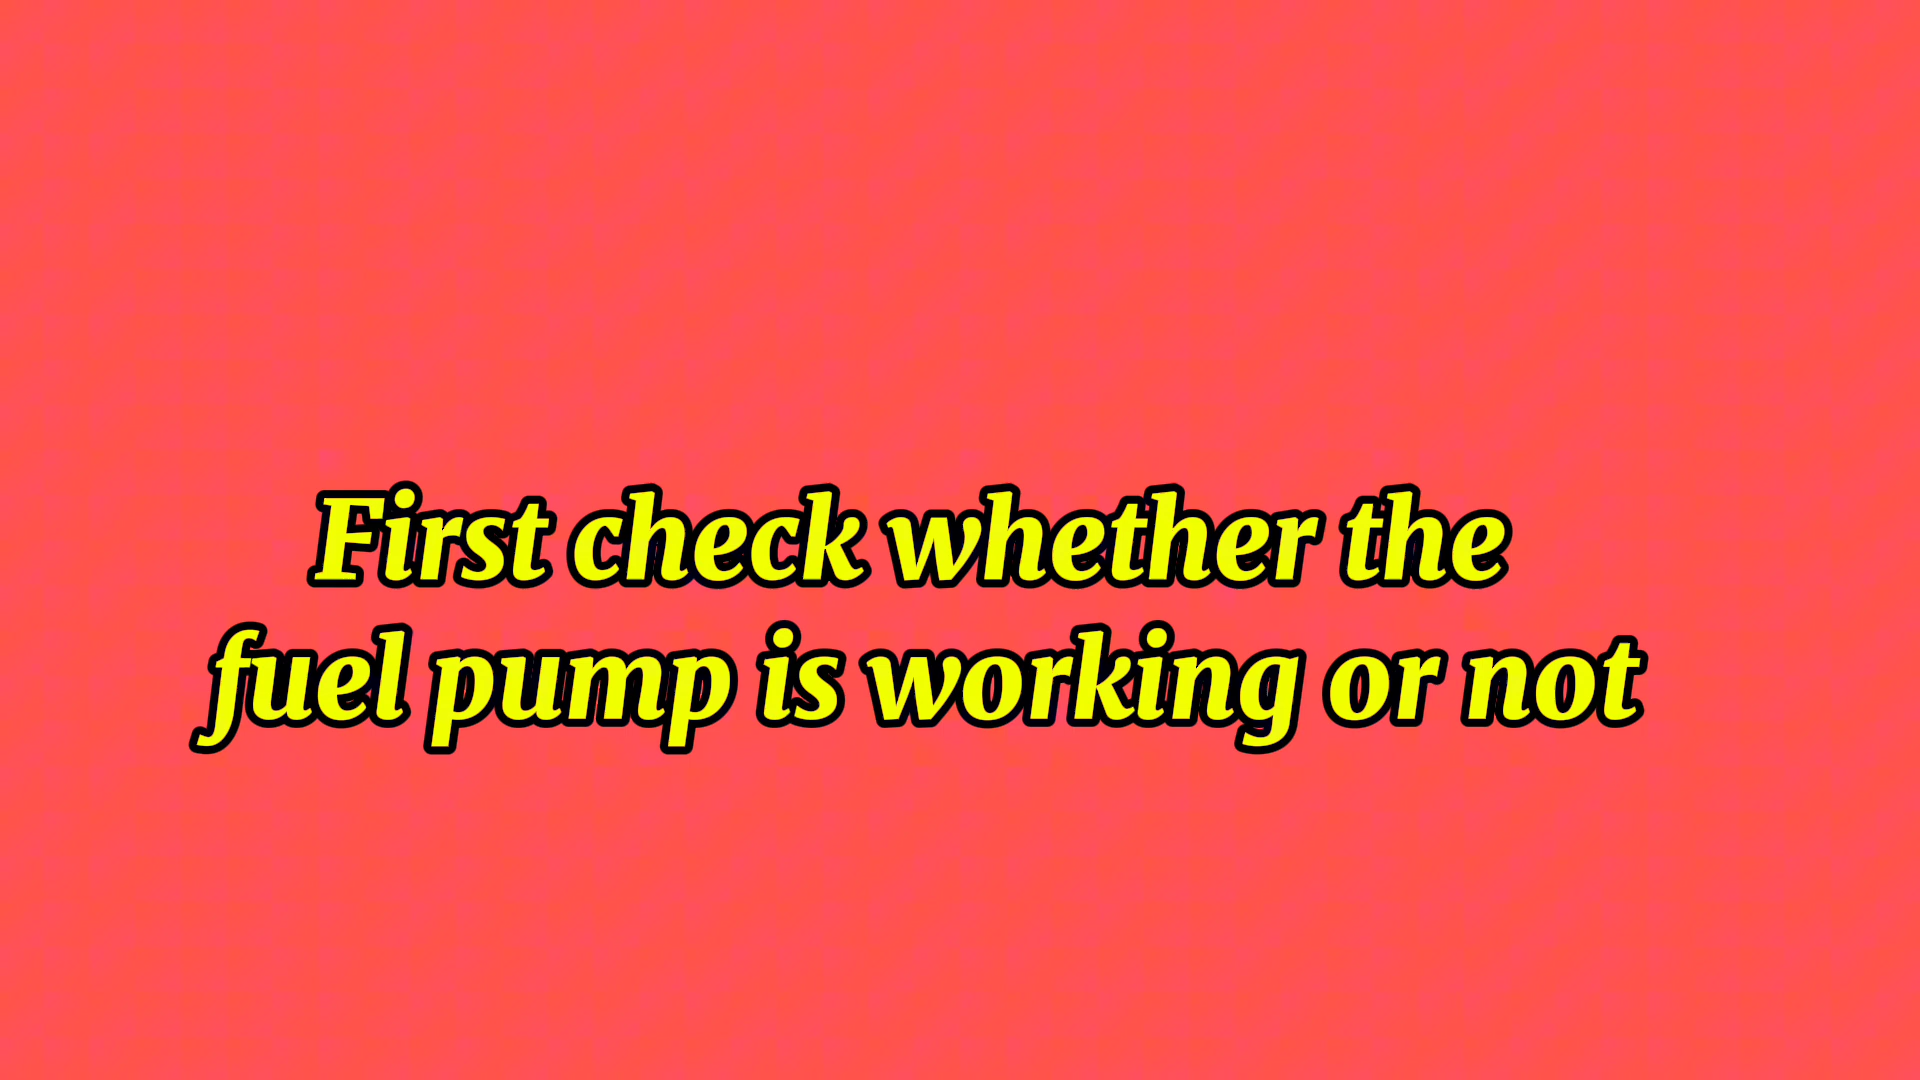 First check whether the
fuel pump is working or not